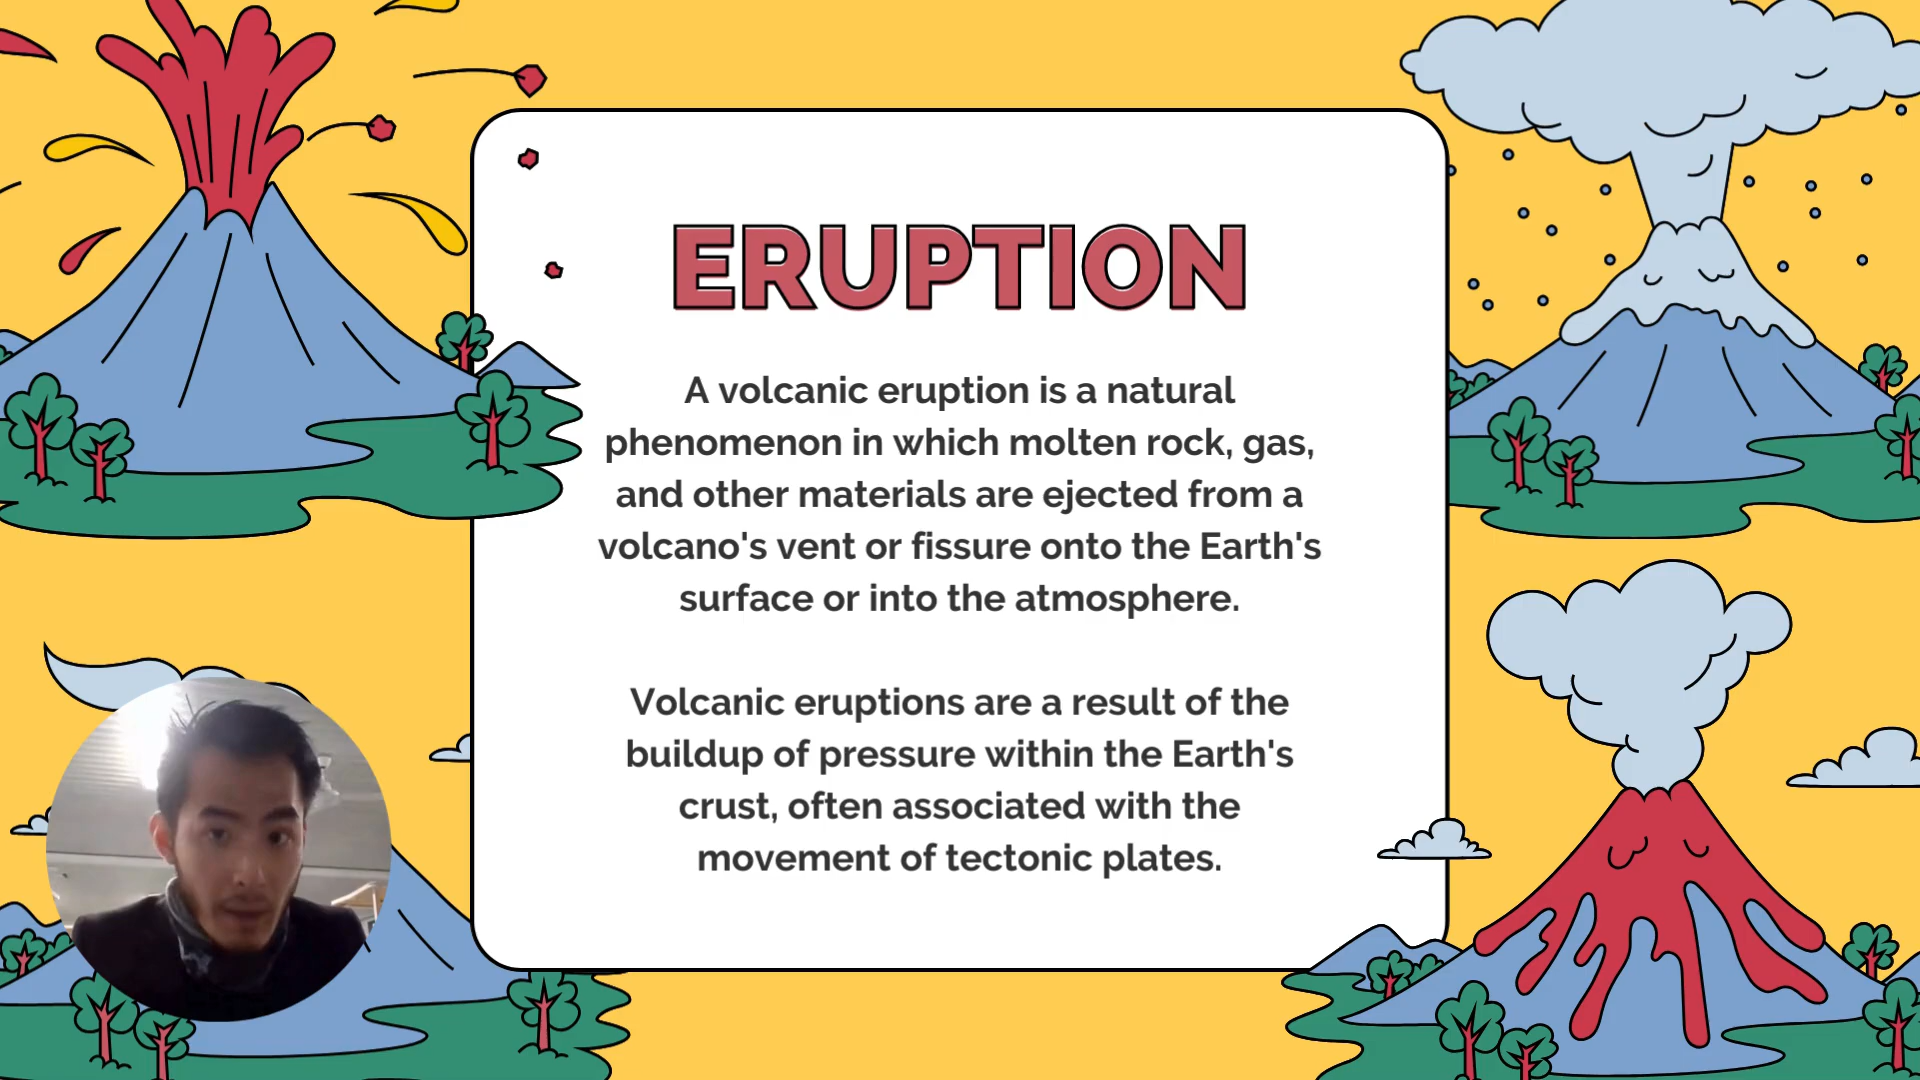 ERUPTION
A volcanic eruption is a natural
phenomenon in which molten rock, gas,
and other materials are ejected from a
volcano's vent or fissure onto the Earth's
surface or into the atmosphere.
Volcanic eruptions are a result of the
buildup of pressure within the Earth's
crust, often associated with the
movement of tectonic plates.